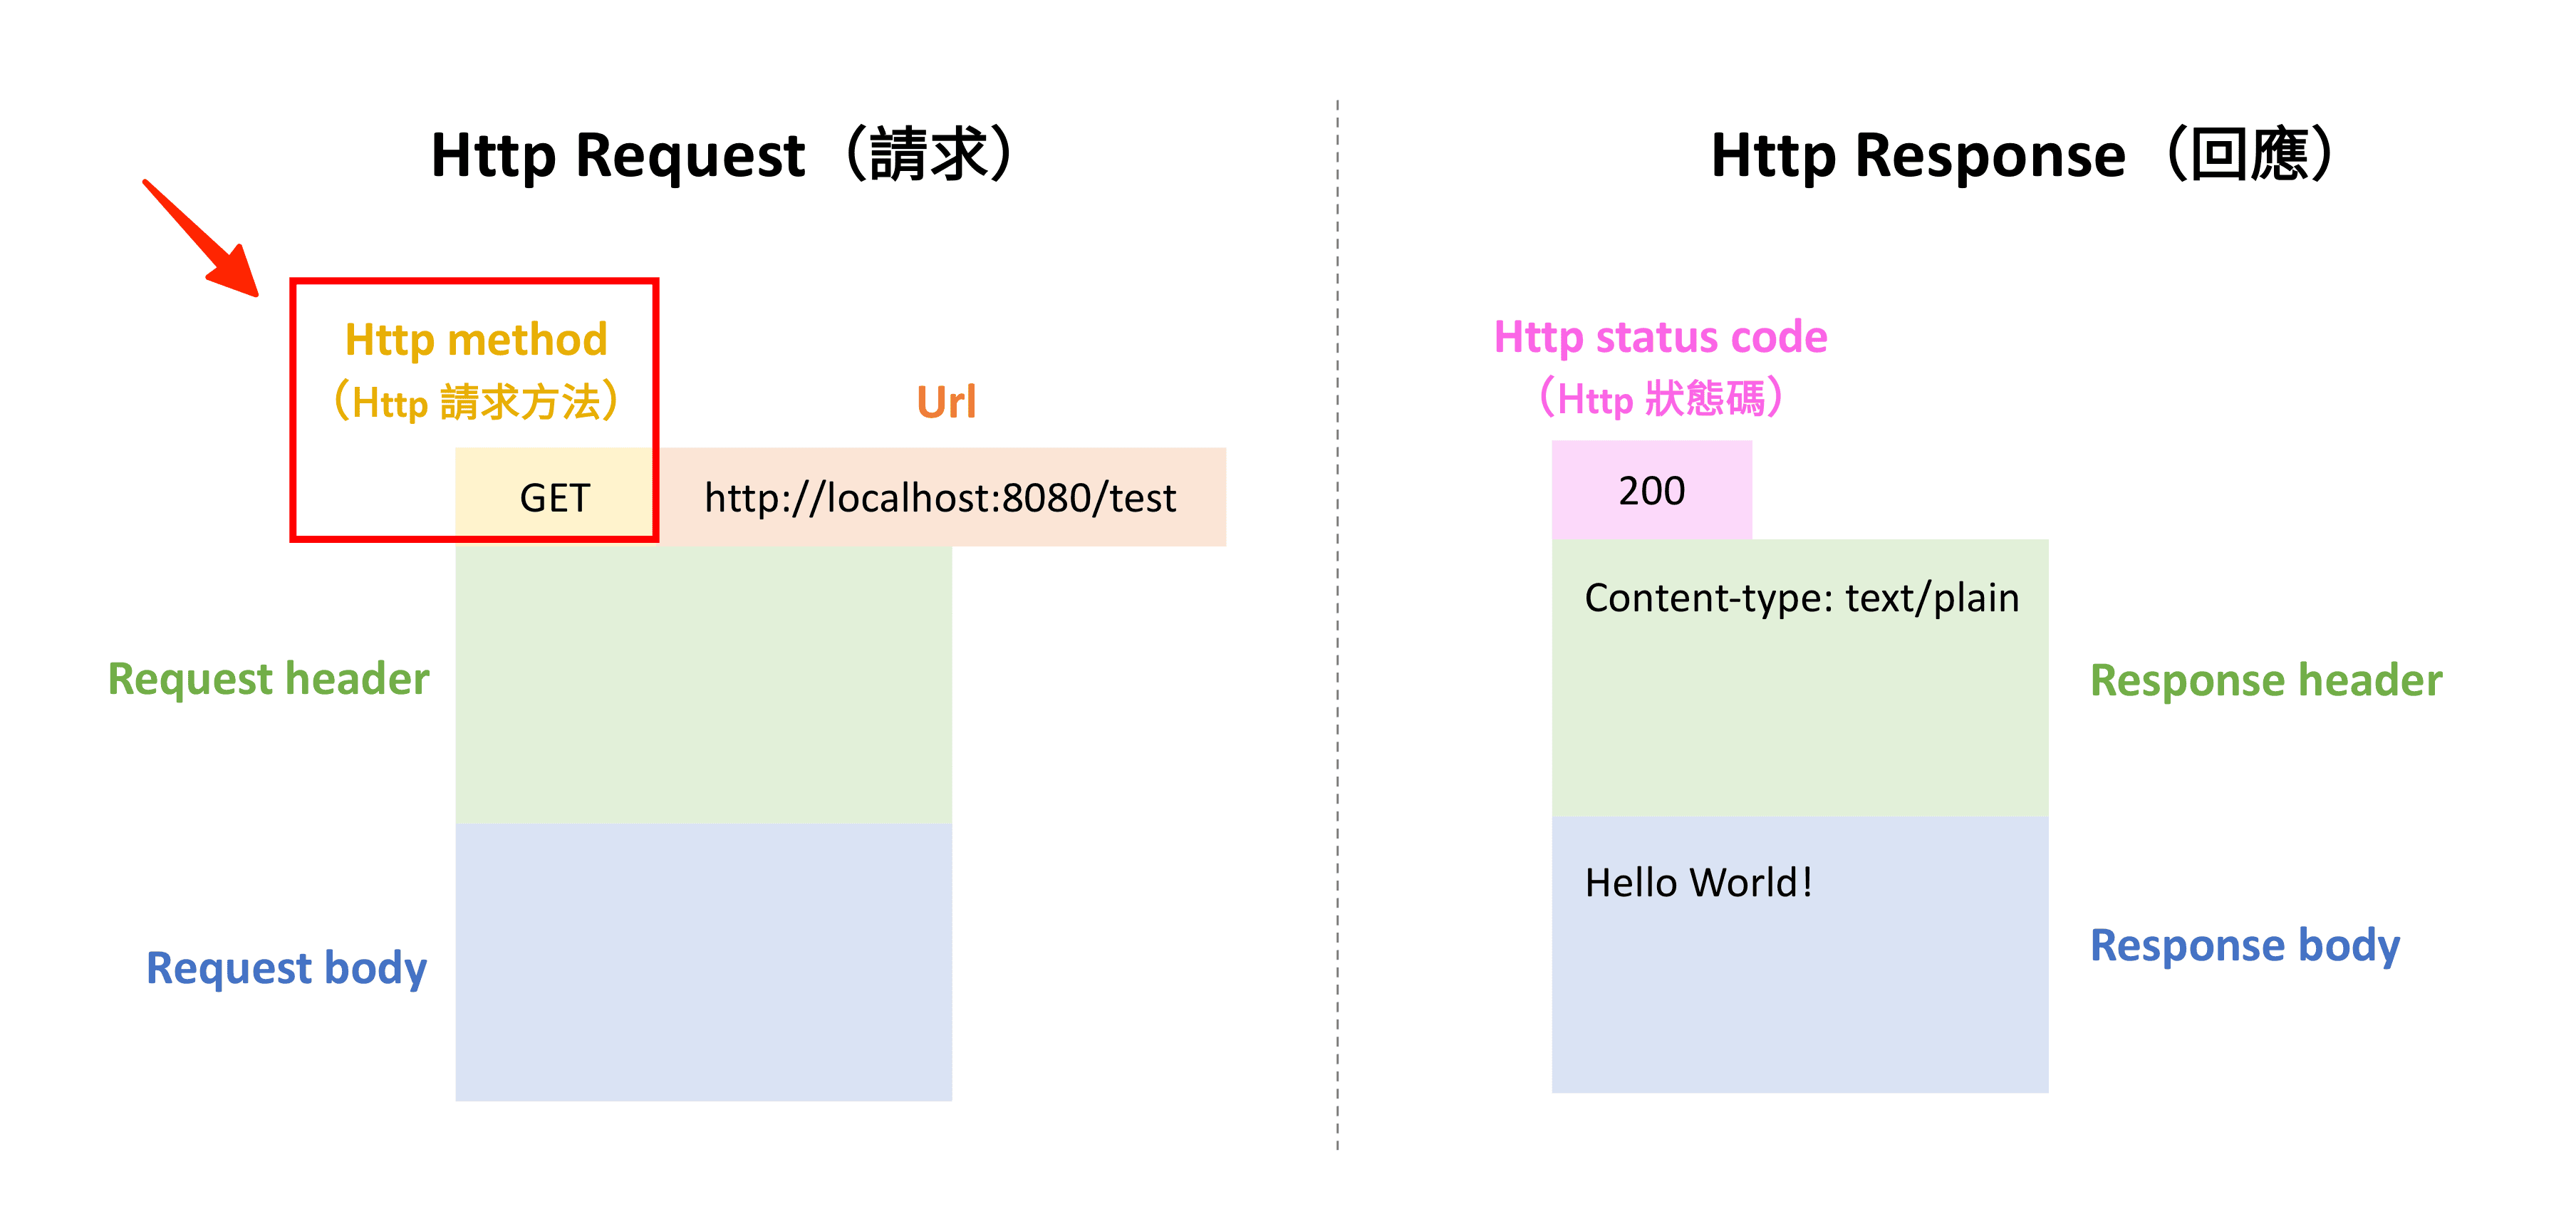 Http Request（請求）
Http method
（Http 請求方法）
Url
GET
http://localhost:8080/test
Request header
Request body
Http Response（回應）
Http status code
（Http 狀態碼）
200
Content-type: text/plain
Response header
Hello World!
Response body